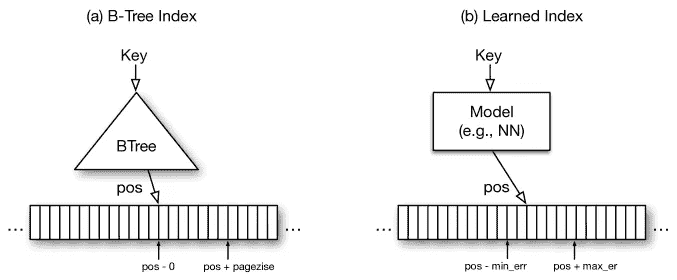 (a) B-Tree Index
Key
BTree
pos
...
...
pos - 0
pos + pagezise
(b) Learned Index
Key
Model
(e.g., NN)
pos
...
...
pos - min_err
pos + max_er